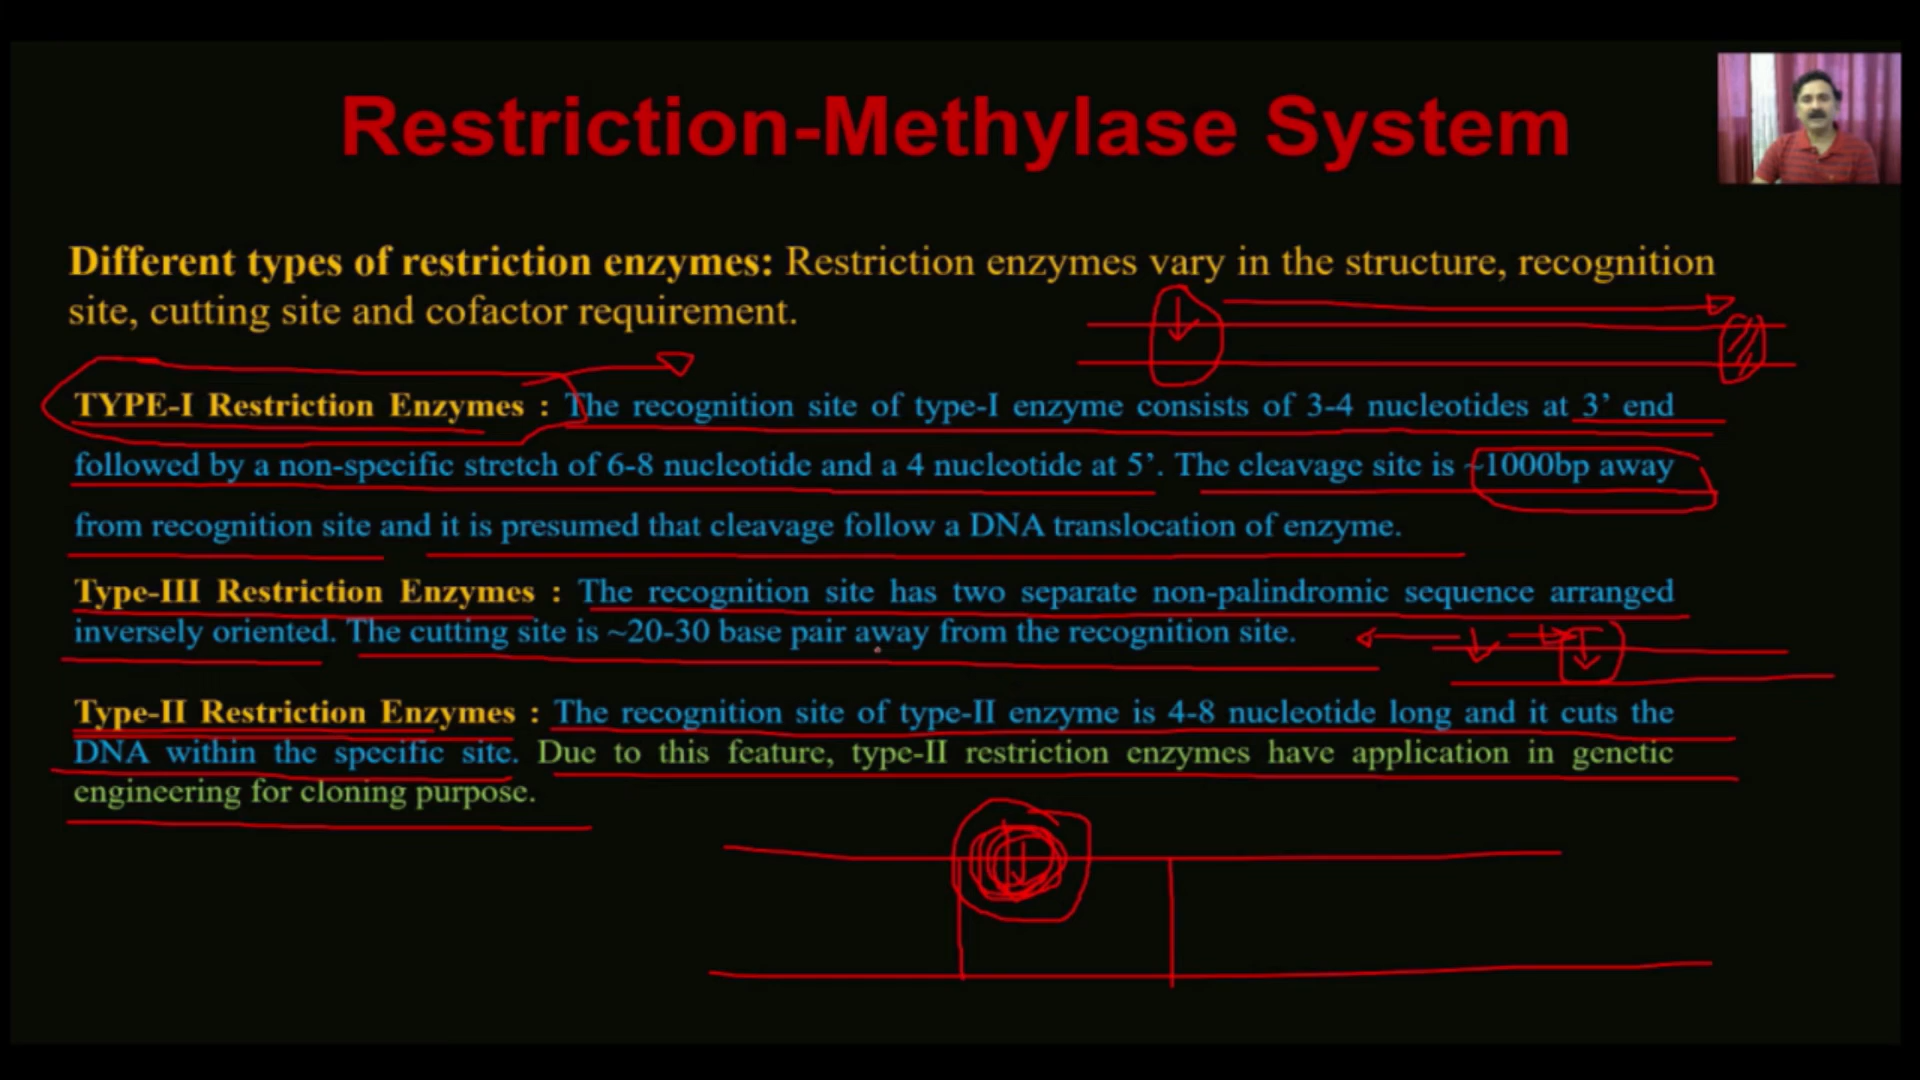 Restriction-Methylase System
Different types of restriction enzymes: Restriction enzymes vary in the structure, recognition
site, cutting site and cofactor requirement.
TYPE-I Restriction Enzymes : The recognition site of type-I enzyme consists of 3-4 nucleotides at 3’ end
followed by a non-specific stretch of 6-8 nucleotide and a 4 nucleotide at 5’. The cleavage site is ~1000bp away
from recognition site and it is presumed that cleavage follow a DNA translocation of enzyme.
Type-III Restriction Enzymes : The recognition site has two separate non-palindromic sequence arranged
inversely oriented. The cutting site is ~20-30 base pair away from the recognition site.
Type-II Restriction Enzymes : The recognition site of type-II enzyme is 4-8 nucleotide long and it cuts the
DNA within the specific site. Due to this feature, type-II restriction enzymes have application in genetic
engineering for cloning purpose.